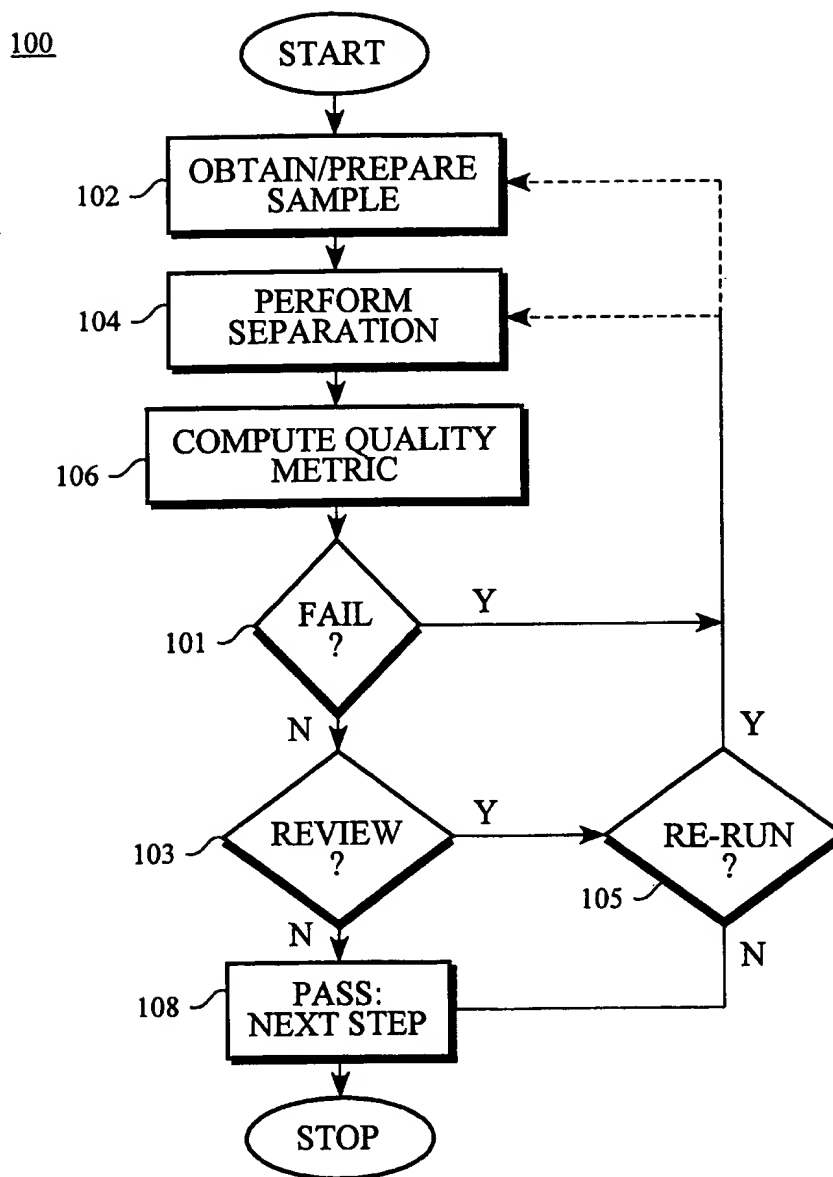 100
START
102
OBTAIN/PREPARE
SAMPLE
104
PERFORM
SEPARATION
106
COMPUTE QUALITY
METRIC
101
FAIL
?
Y
N
Y
103
REVIEW
?
Y
RE-RUN
?
105
N
N
108
PASS:
NEXT STEP
STOP